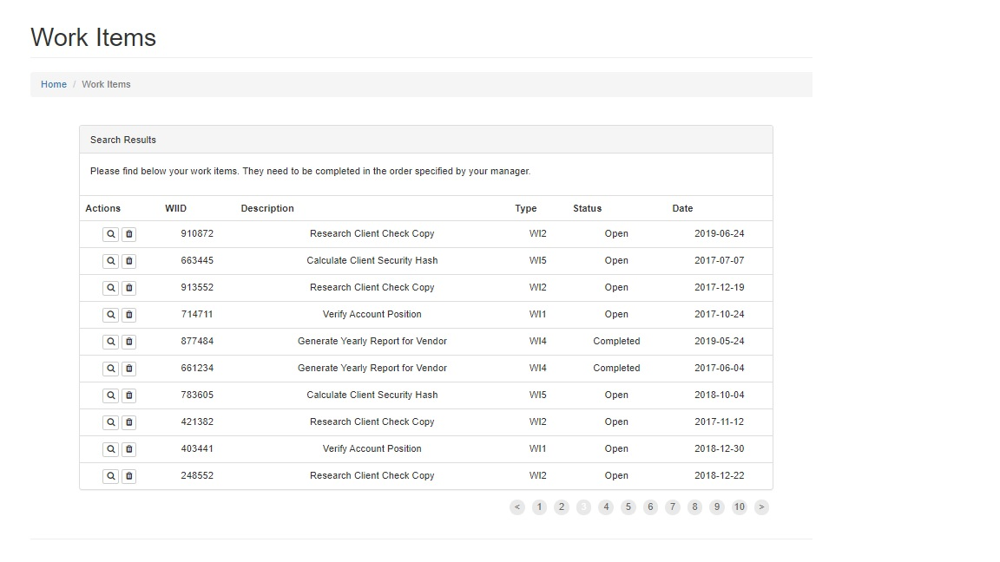 Work Items
Home / Work Items
Search Results
Please find below your work items. They need to be completed in the order specified by your manager.
Actions WIID Description Type Status Date
910872 Research Client Check Copy WI2 Open 2019-06-24
663445 Calculate Client Security Hash WI5 Open 2017-07-07
913552 Research Client Check Copy WI2 Open 2017-12-19
714711 Verify Account Position WI1 Open 2017-10-24
877484 Generate Yearly Report for Vendor WI4 Completed 2019-05-24
661234 Generate Yearly Report for Vendor WI4 Completed 2017-06-04
783605 Calculate Client Security Hash WI5 Open 2018-10-04
421382 Research Client Check Copy WI2 Open 2017-11-12
403441 Verify Account Position WI1 Open 2018-12-30
248552 Research Client Check Copy WI2 Open 2018-12-22
< 1 2 3 4 5 6 7 8 9 10 >